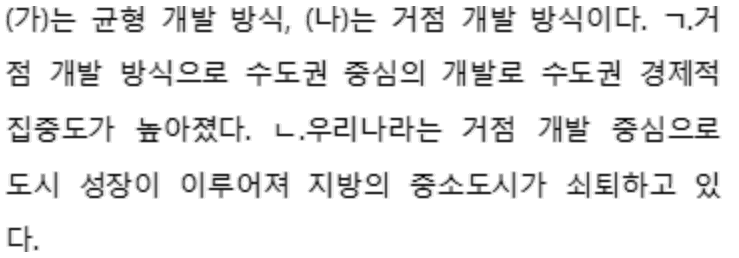 (가)는 균형 개발 방식, (나)는 거점 개발 방식이다. ㄱ.거
점 개발 방식으로 수도권 중심의 개발로 수도권 경제적
집중도가 높아졌다. ㄴ.우리나라는 거점 개발 중심으로
도시 성장이 이루어져 지방의 중소도시가 쇠퇴하고 있
다.